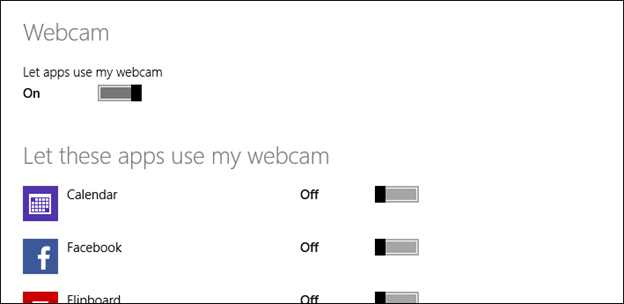 Webcam
Let apps use my webcam
On
Let these apps use my webcam
Calendar Off
Facebook Off
Flipboard Off